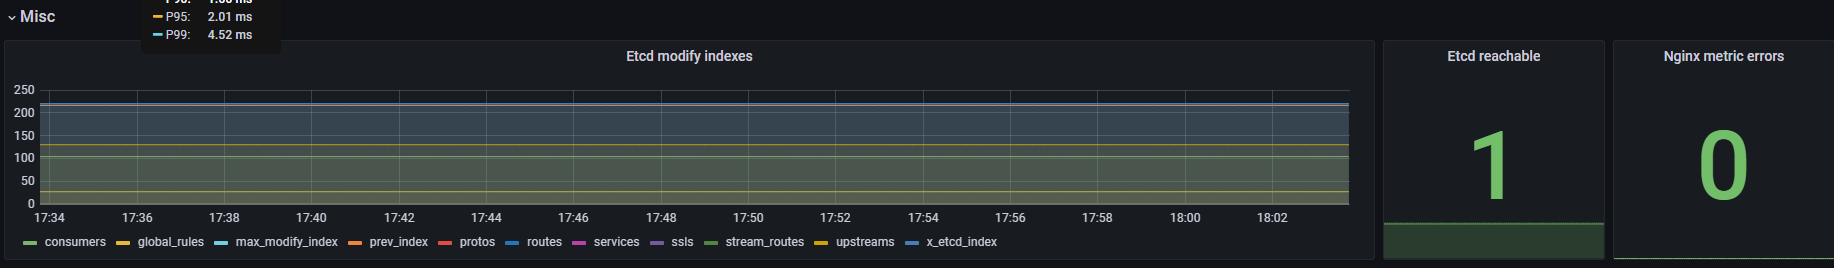 Misc
P95: 2.01 ms
P99: 4.52 ms
Etcd modify indexes
Etcd reachable
Nginx metric errors
250
200
150
100
50
0
1
0
17:34 17:36 17:38 17:40 17:42 17:44 17:46 17:48 17:50 17:52 17:54 17:56 17:58 18:00 18:02
consumers global_rules max_modify_index prev_index protos routes services ssls stream_routes upstreams x_etcd_index